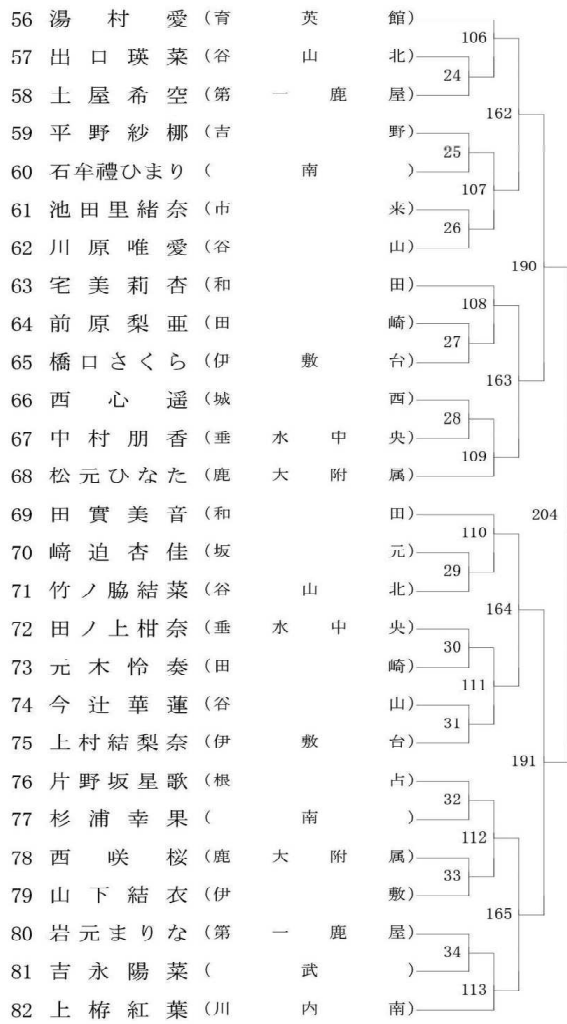 56 湯村愛 (育英館)
57 出口瑛菜 (谷山北)
58 土屋希空 (第一鹿屋)
59 平野紗梛 (吉野)
60 石牟禮ひまり (南)
61 池田里緒奈 (市来)
62 川原唯愛 (谷山)
63 宅美莉杏 (和田)
64 前原梨亜 (田崎)
65 橋口さくら (伊敷台)
66 西心遥 (城西)
67 中村朋香 (垂水中央)
68 松元ひなた (鹿大附属)
69 田實美音 (和田)
70 﨑迫杏佳 (坂元)
71 竹ノ脇結菜 (谷山北)
72 田ノ上柑奈 (垂水中央)
73 元木怜奏 (田崎)
74 今辻華蓮 (谷山)
75 上村結梨奈 (伊敷台)
76 片野坂星歌 (根占)
77 杉浦幸果 (南)
78 西咲桜 (鹿大附属)
79 山下結衣 (伊敷)
80 岩元まりな (第一鹿屋)
81 吉永陽菜 (武)
82 上栫紅葉 (川内南)
106
24
162
25
107
26
190
108
27
163
28
109
204
110
29
164
30
111
31
191
32
112
33
165
34
113